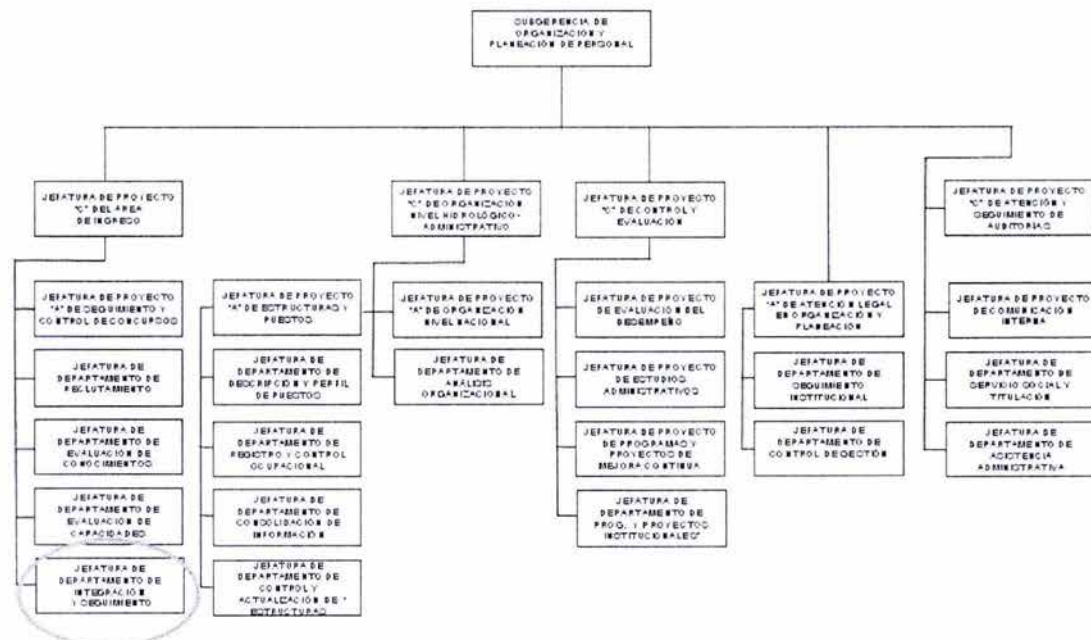 SUBGERENCIA DE
ORGANIZACIÓN Y
PLANEACIÓN DE PERSONAL
JEFATURA DE PROYECTO
"C" DEL AREA
DE INGRESO
JEFATURA DE PROYECTO
"C" DE ORGANIZACIÓN
NIVEL HIDROLÓGICO-
ADMINISTRATIVO
JEFATURA DE PROYECTO
"C" DE CONTROL Y
EVALUACIÓN
JEFATURA DE PROYECTO
"C" DE ATENCIÓN Y
SEGUIMIENTO DE
AUDITORIAS
JEFATURA DE PROYECTO
"A" DE SEGUIMIENTO Y
CONTROL DE CONCURSOS
JEFATURA DE
DEPARTAMENTO DE
RECLUTAMIENTO
JEFATURA DE
DEPARTAMENTO DE
EVALUACIÓN DE
CONOCIMIENTOS
JEFATURA DE
DEPARTAMENTO DE
EVALUACIÓN DE
CAPACIDADES
JEFATURA DE
DEPARTAMENTO DE
INTEGRACIÓN
Y SEGUIMIENTO
JEFATURA DE PROYECTO
"A" DE ESTRUCTURAS Y
PUESTOS
JEFATURA DE
DEPARTAMENTO DE
DESCRIPCIÓN Y PERFIL
DE PUESTOS
JEFATURA DE
DEPARTAMENTO DE
REGISTRO Y CONTROL
OCUPACIONAL
JEFATURA DE
DEPARTAMENTO DE
CONSOLIDACIÓN DE
INFORMACIÓN
JEFATURA DE
DEPARTAMENTO DE
CONTROL Y
ACTUALIZACIÓN DE
ESTRUCTURAS
JEFATURA DE PROYECTO
"A" DE ORGANIZACIÓN
NIVEL NACIONAL
JEFATURA DE
DEPARTAMENTO DE
ANÁLISIS
ORGANIZACIONAL
JEFATURA DE PROYECTO
DE EVALUACIÓN DEL
DESEMPEÑO
JEFATURA DE PROYECTO
DE ESTUDIOS
ADMINISTRATIVOS
JEFATURA DE PROYECTO
DE PROGRAMAS Y
PROYECTOS DE
MEJORA CONTINUA
JEFATURA DE
DEPARTAMENTO DE
PROG. Y PROYECTOS
INSTITUCIONALES"
JEFATURA DE PROYECTO
"A" DE ATENCIÓN LEGAL
EN ORGANIZACIÓN Y
PLANEACIÓN
JEFATURA DE
DEPARTAMENTO DE
SEGUIMIENTO
INSTITUCIONAL
JEFATURA DE
DEPARTAMENTO DE
CONTROL DE GESTIÓN
JEFATURA DE PROYECTO
DE COMUNICACIÓN
INTERNA
JEFATURA DE
DEPARTAMENTO DE
SERVICIO SOCIAL Y
TITULACIÓN
JEFATURA DE
DEPARTAMENTO DE
ASISTENCIA
ADMINISTRATIVA